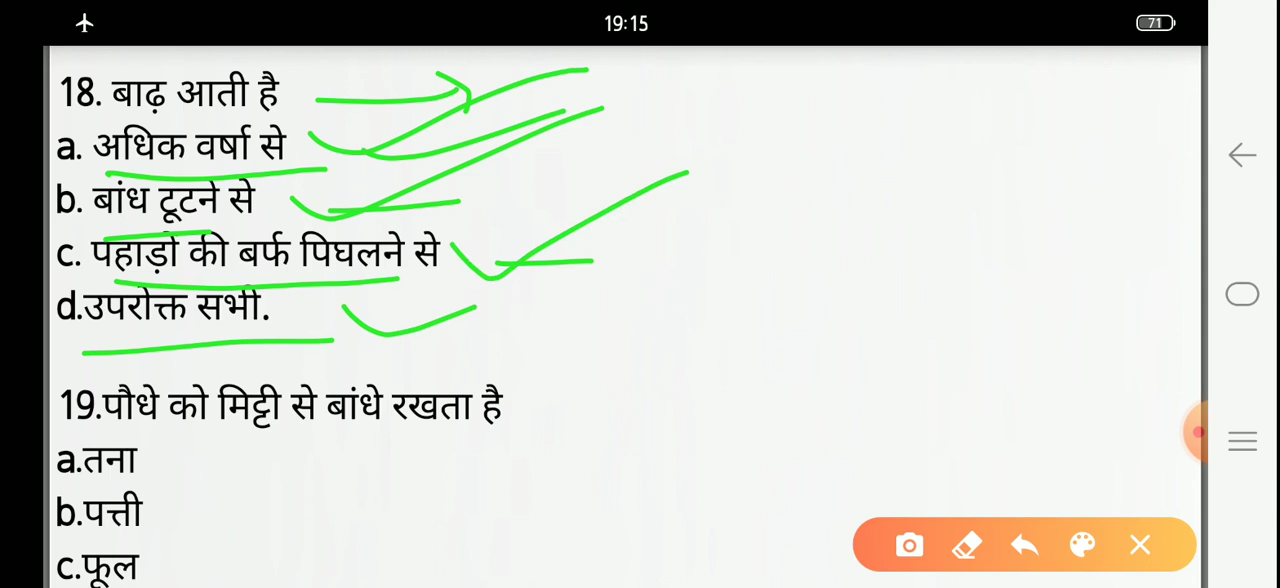 19:15
71
18. बाढ़ आती है
a. अधिक वर्षा से
b. बांध टूटने से
c. पहाड़ो की बर्फ पिघलने से
d.उपरोक्त सभी.
19.पौधे को मिट्टी से बांधे रखता है
a.तना
b.पत्ती
c.फूल